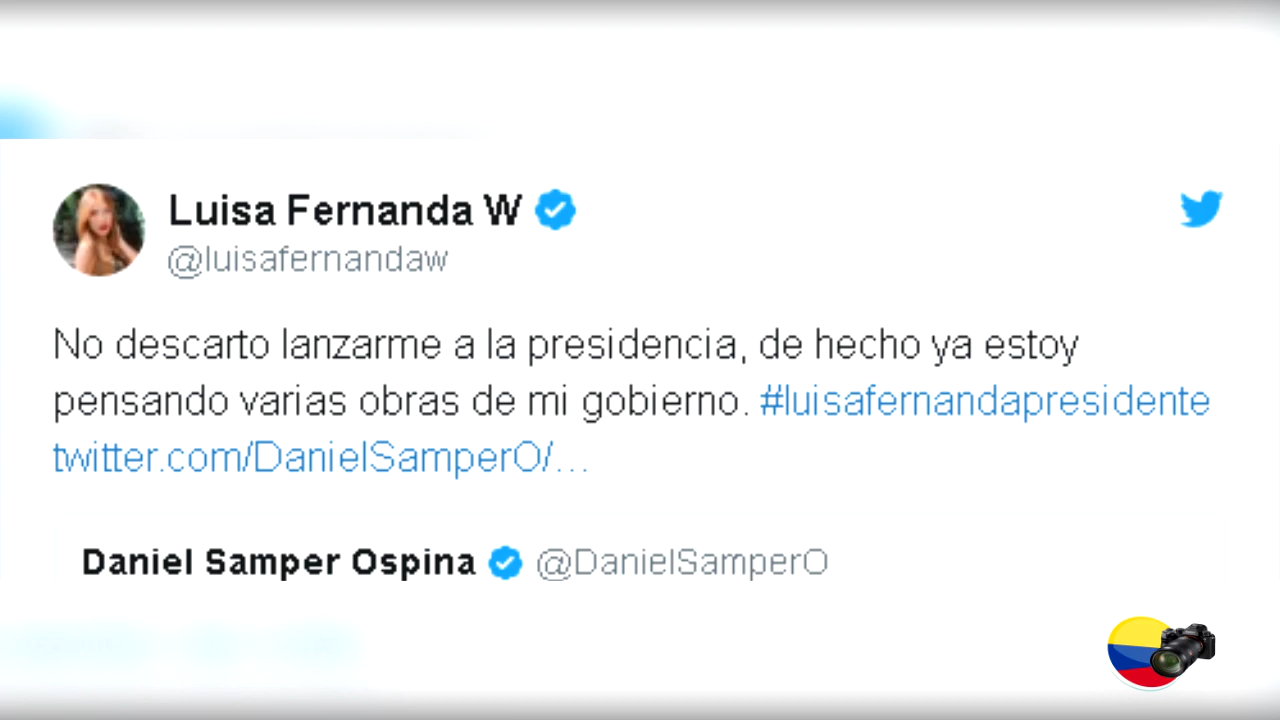 Luisa Fernanda W
@luisafernandaw
No descarto lanzarme a la presidencia, de hecho ya estoy
pensando varias obras de mi gobierno. #luisafernandapresidente
twitter.com/DanielSamperO/...
Daniel Samper Ospina @DanielSamperO